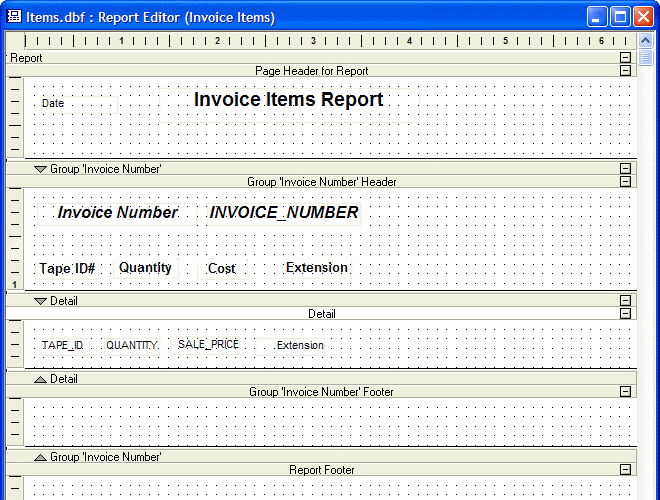 Items.dbf : Report Editor (Invoice Items)
1 2 3 4 5 6
Report
Page Header for Report
Date Invoice Items Report
Group 'Invoice Number'
Group 'Invoice Number' Header
Invoice Number INVOICE_NUMBER
Tape ID# Quantity Cost Extension
1
Detail
Detail
TAPE_ID QUANTITY SALE_PRICE Extension
Detail
Group 'Invoice Number' Footer
Group 'Invoice Number'
Report Footer